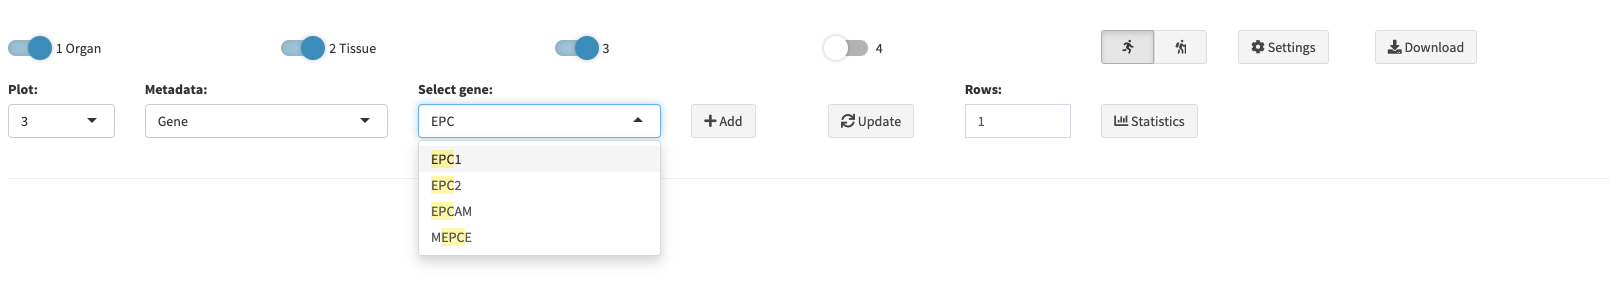 1 Organ
2 Tissue
3
4
Settings
Download
Plot:
Metadata:
Select gene:
Rows:
3
Gene
EPC
Add
Update
1
Statistics
EPC1
EPC2
EPCAM
MEPCE